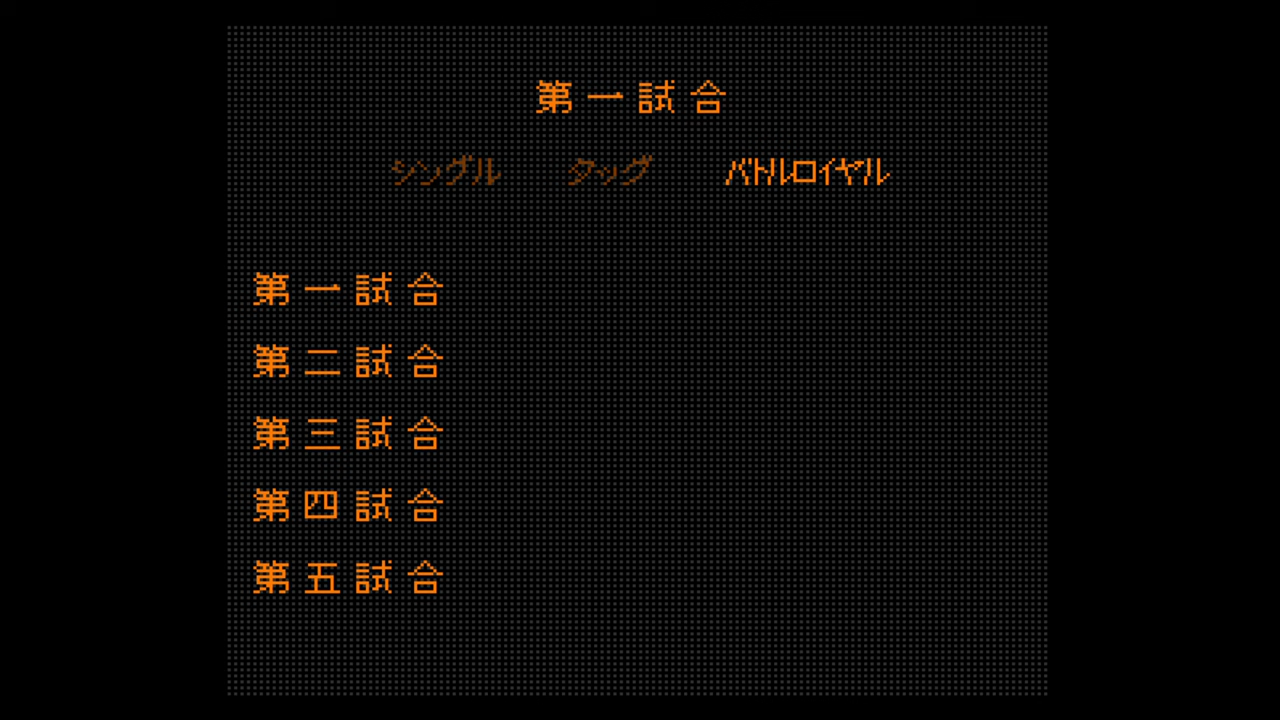 第一試合
シングル タッグ バトルロイヤル
第一試合
第二試合
第三試合
第四試合
第五試合